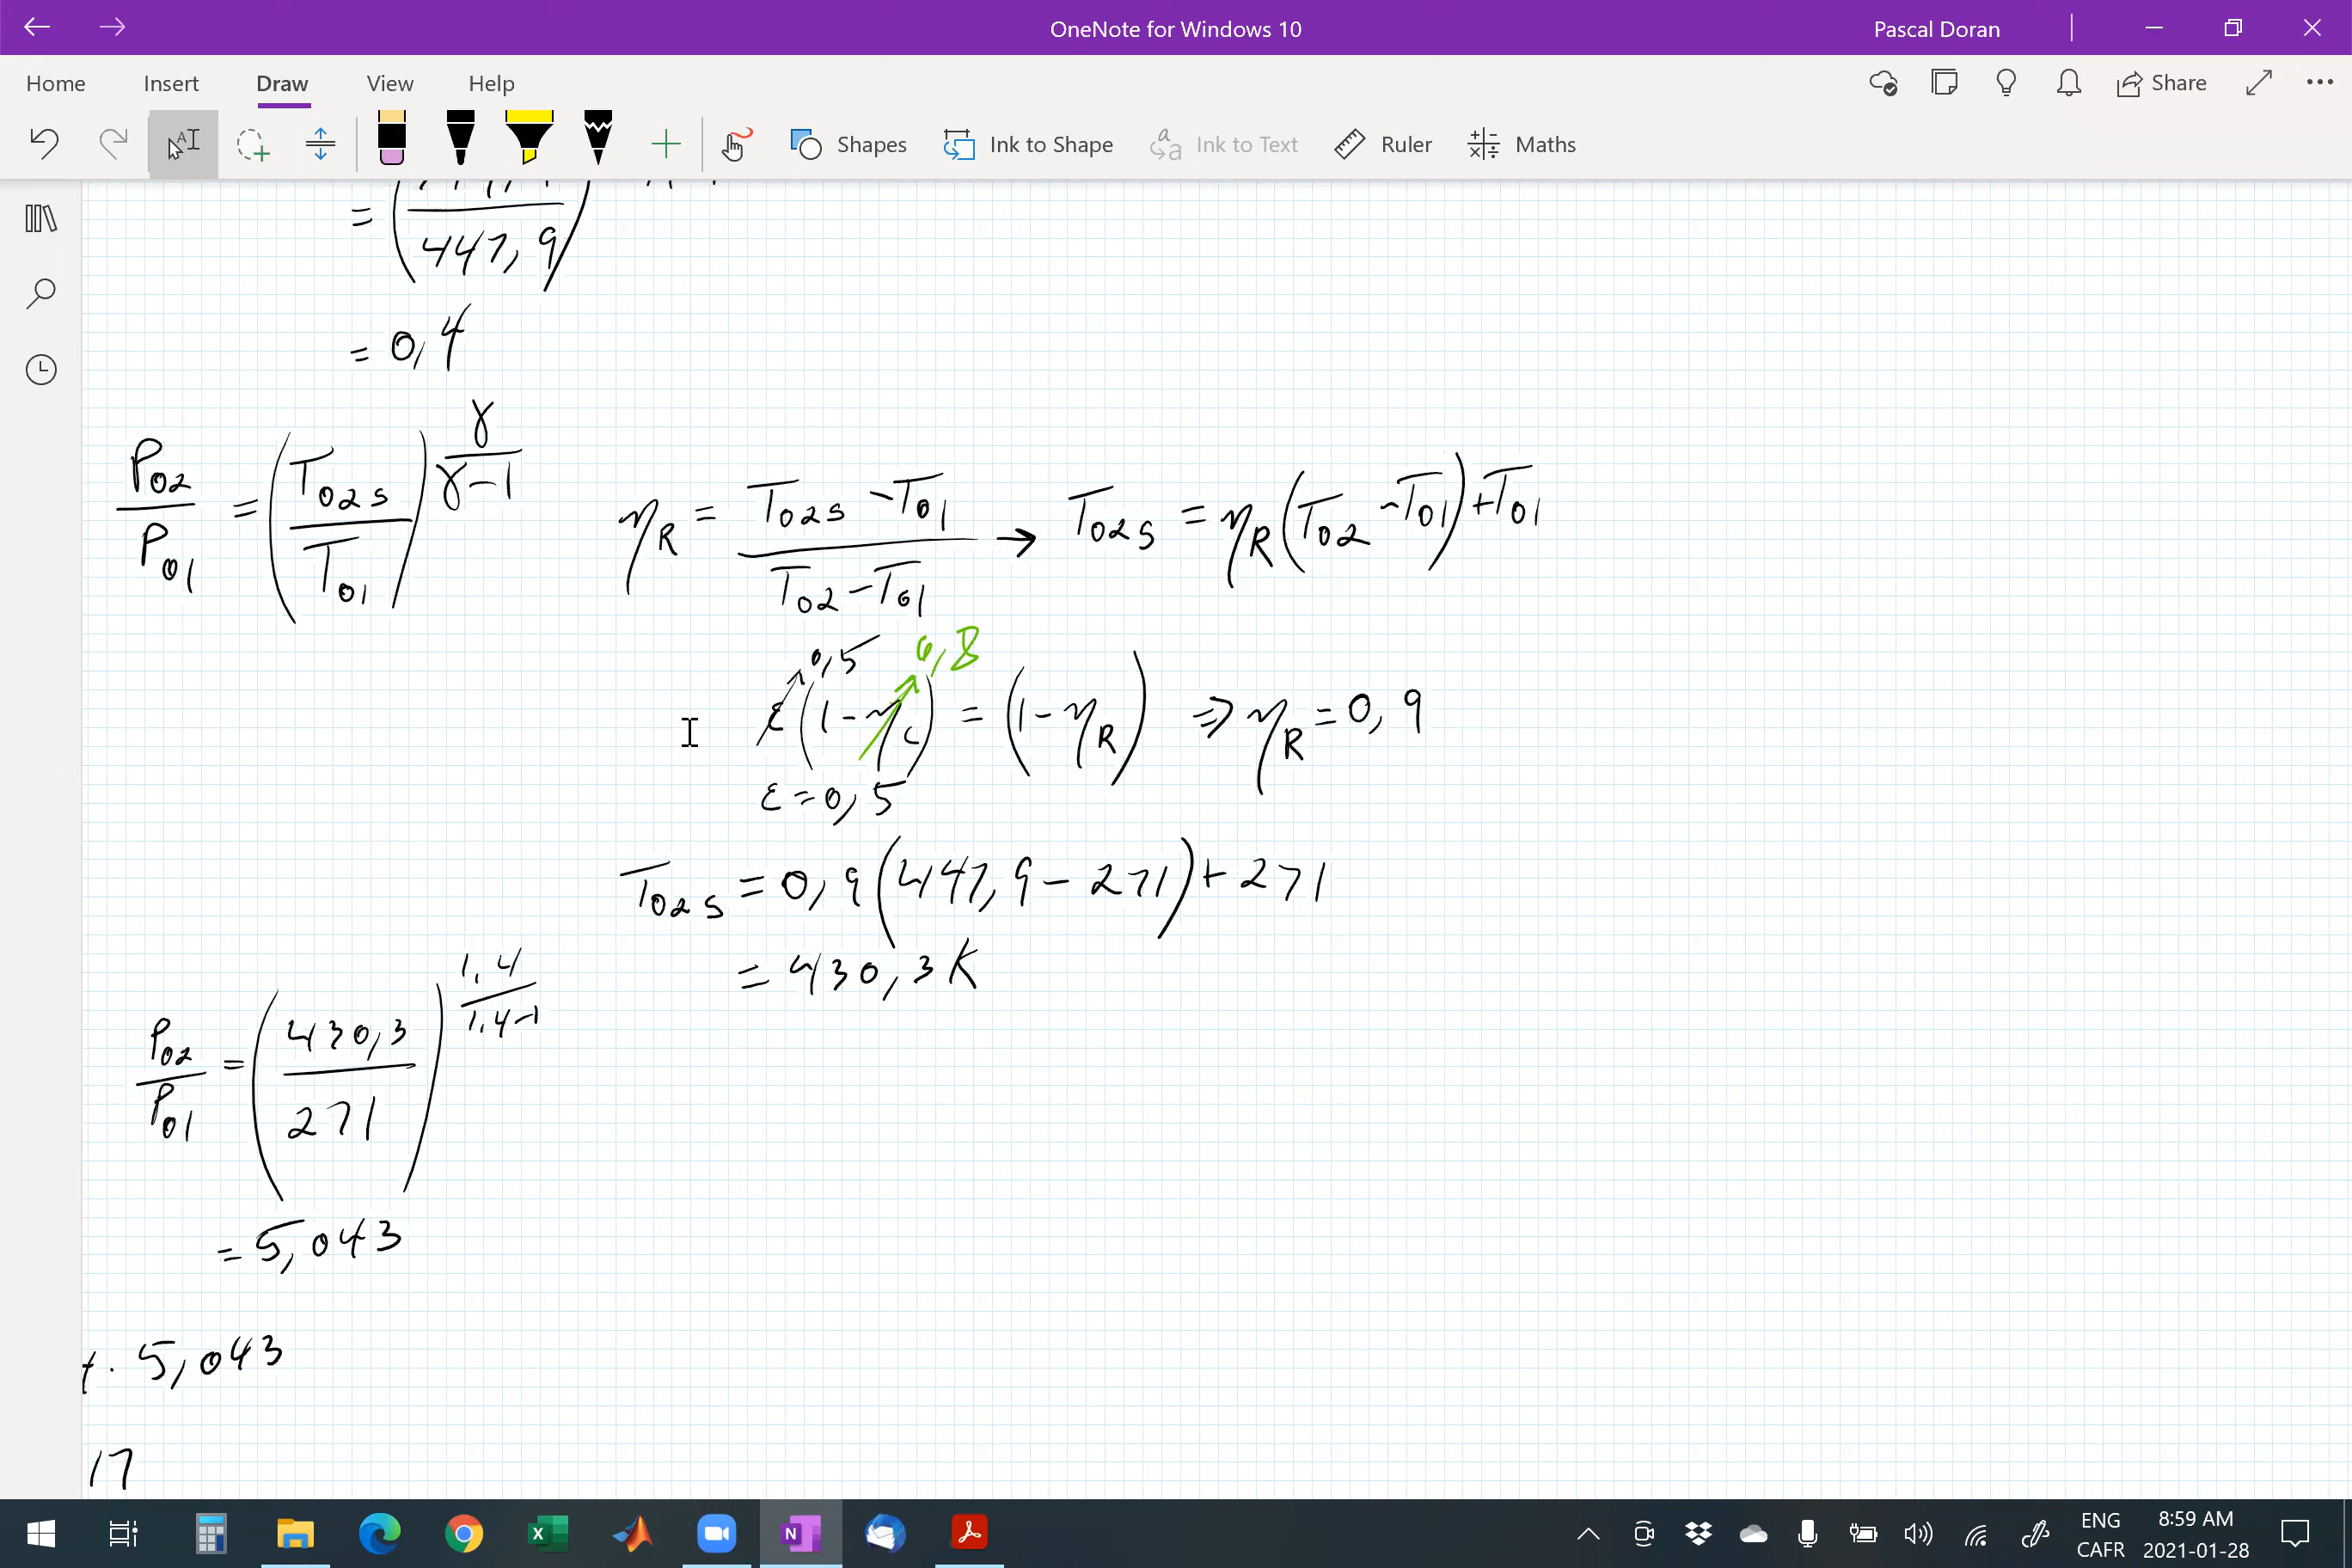 OneNote for Windows 10
Pascal Doran
Home Insert Draw View Help
Share
Shapes Ink to Shape Ink to Text Ruler Maths
= ( / 447,9 )
= 0,4
P02/P01 = (T02s/T01)^(γ/(γ-1))
ηR = (T02s - T01)/(T02 - T01) → T02s = ηR(T02 - T01) + T01
0,5 0,8
ε(1 - ηc) = (1 - ηR) ⇒ ηR = 0,9
ε = 0,5
T02s = 0,9(447,9 - 271) + 271
= 430,3 K
P02/P01 = (430,3/271)^(1,4/(1,4-1))
= 5,043
· 5,043
17
ENG
CAFR
8:59 AM
2021-01-28